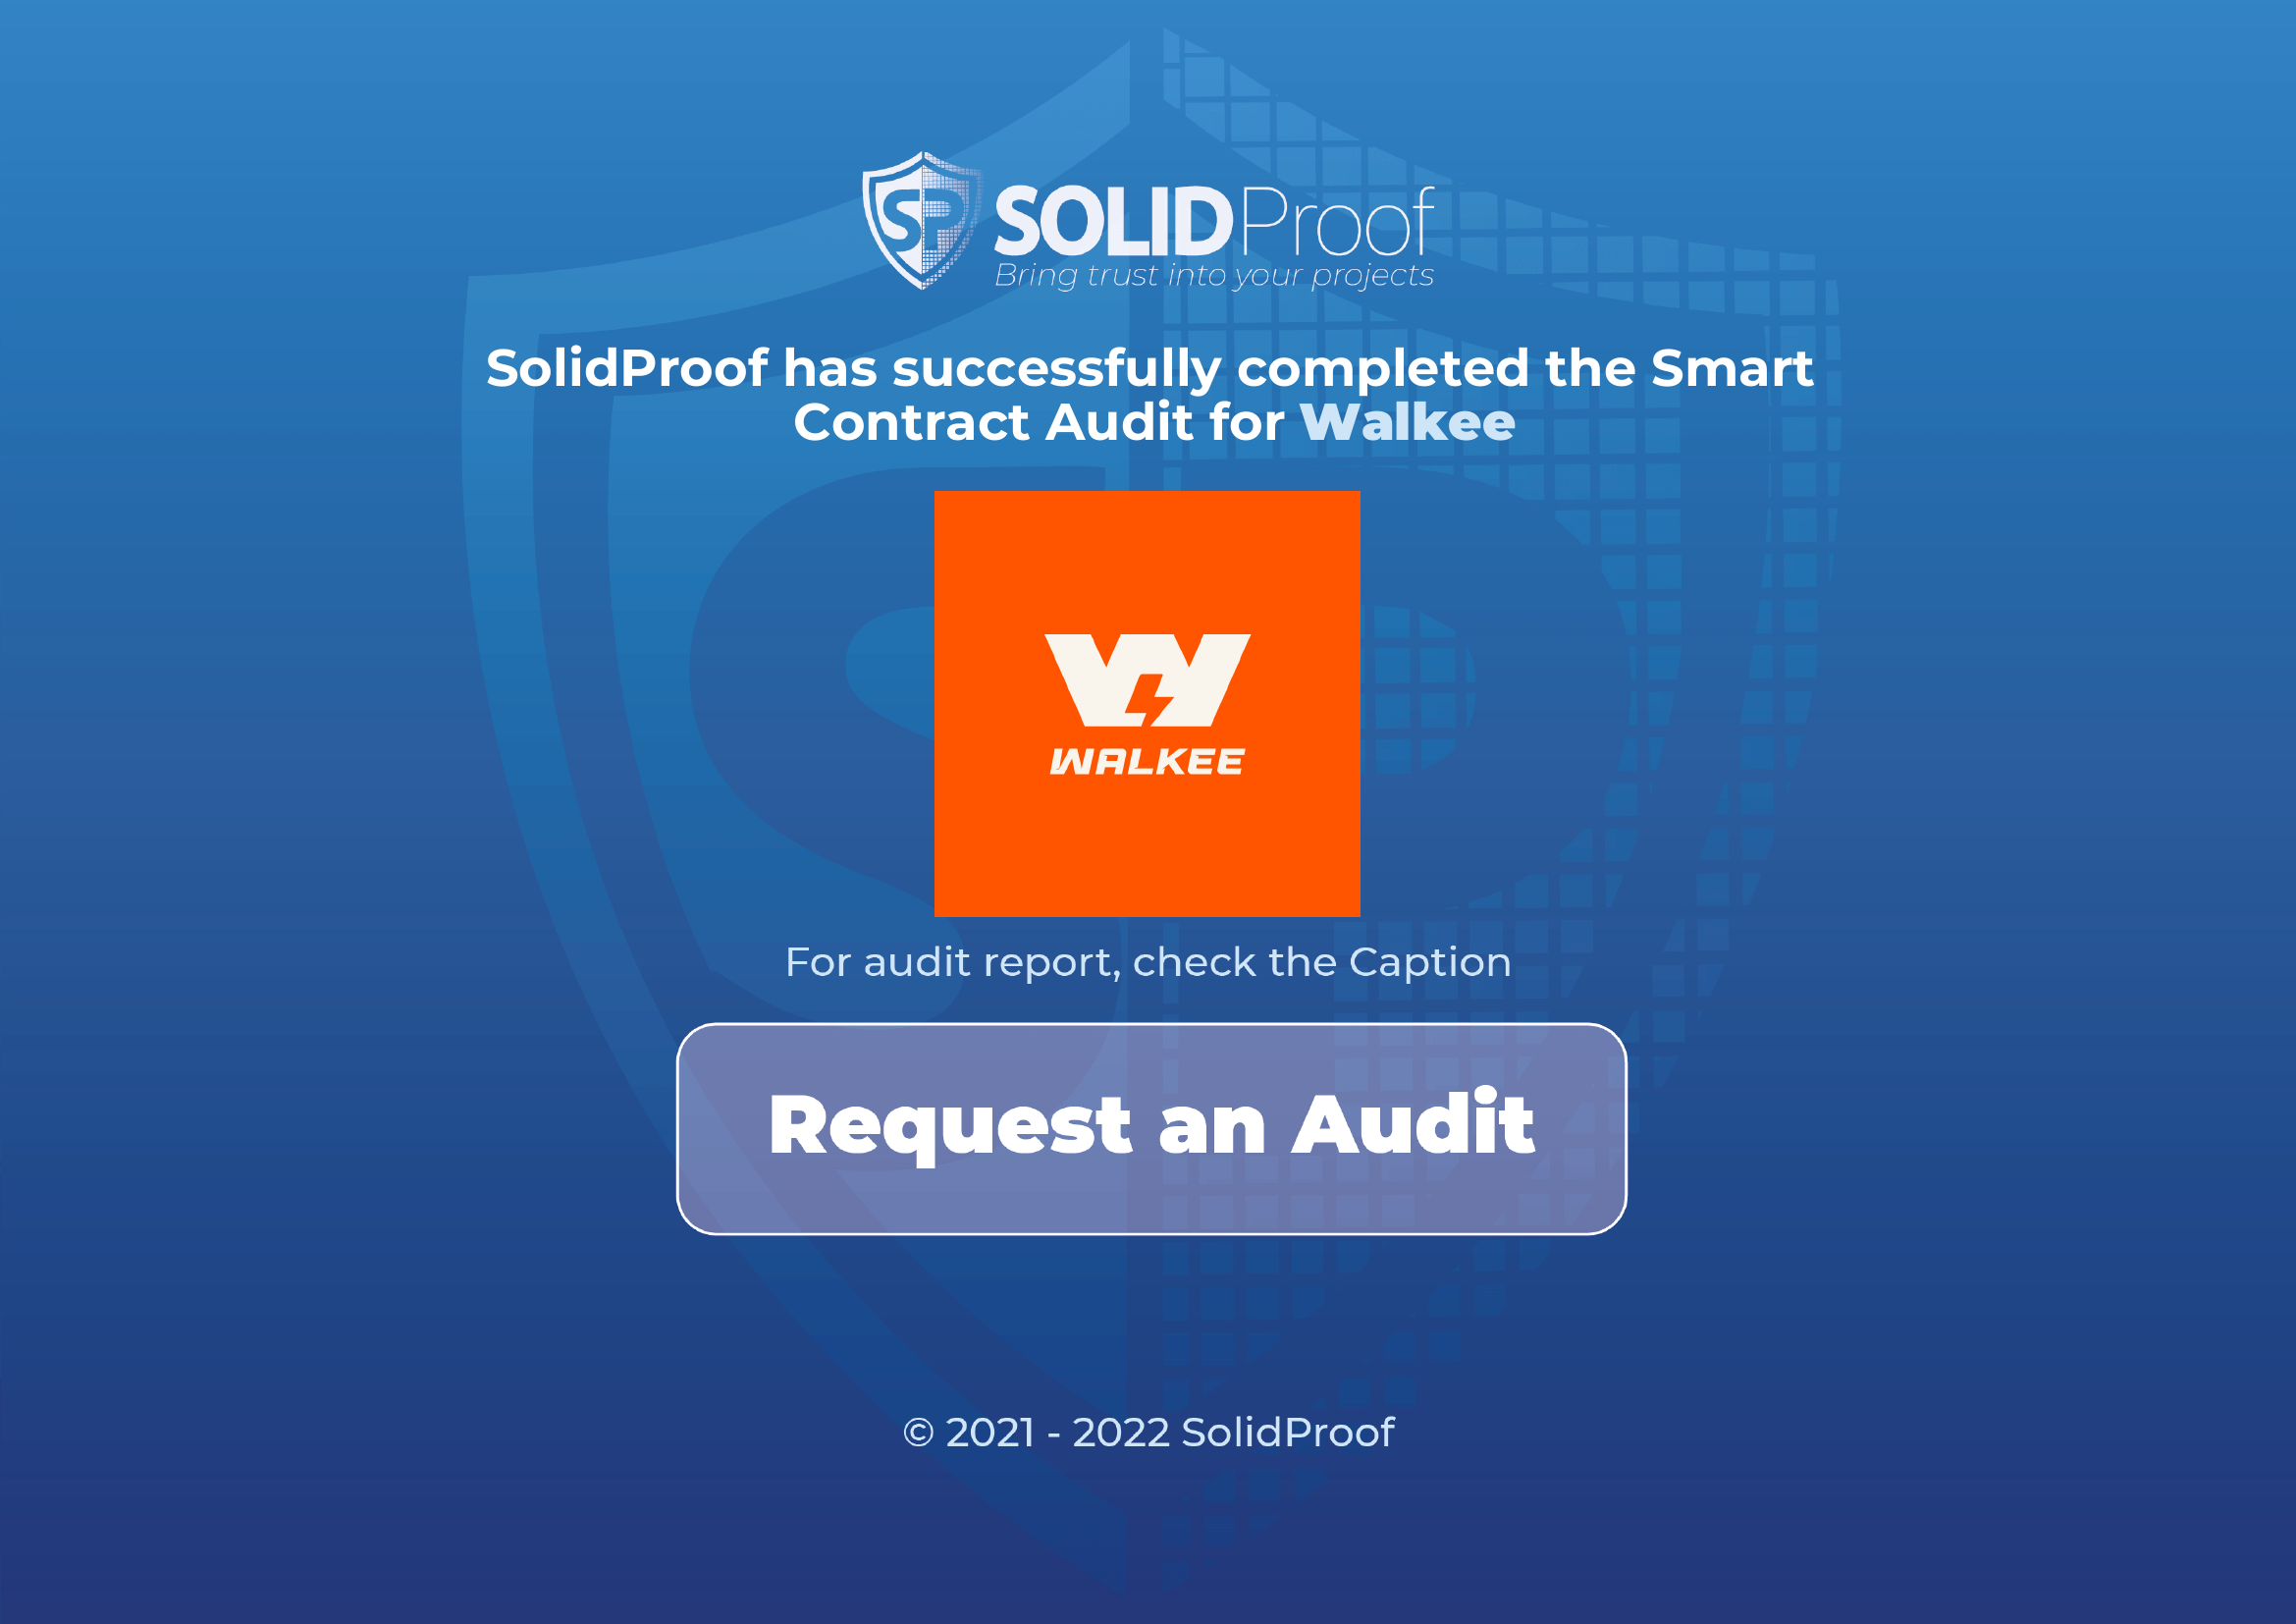 SP SOLIDProof
Bring trust into your projects
SolidProof has successfully completed the Smart
Contract Audit for Walkee
W
WALKEE
For audit report, check the Caption
Request an Audit
© 2021 - 2022 SolidProof